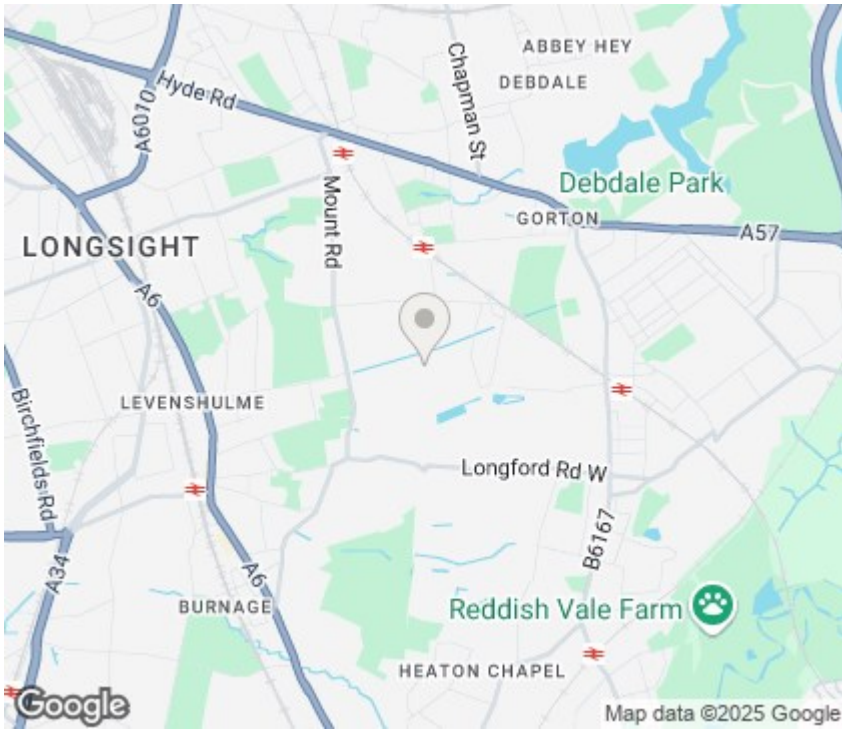 ABBEY HEY
DEBDALE
Chapman St
Hyde Rd
A6010
Debdale Park
GORTON
A57
Mount Rd
LONGSIGHT
A6
LEVENSHULME
Birchfields Rd
Longford Rd W
B6167
A34
A6
BURNAGE
Reddish Vale Farm
HEATON CHAPEL
Google
Map data ©2025 Google